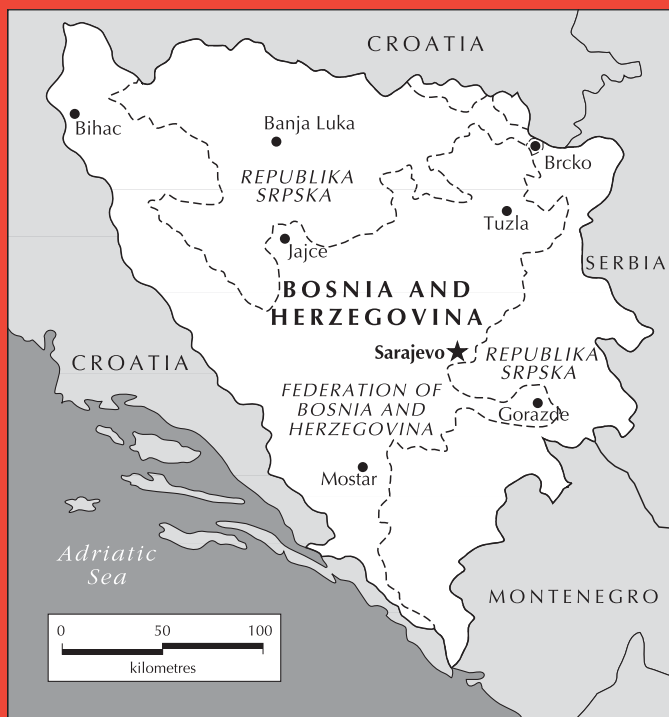 CROATIA
Bihac
Banja Luka
Brcko
REPUBLIKA
SRPSKA
Tuzla
Jajce
SERBIA
BOSNIA AND
HERZEGOVINA
Sarajevo
REPUBLIKA
SRPSKA
CROATIA
FEDERATION OF
BOSNIA AND
HERZEGOVINA
Gorazde
Mostar
Adriatic
Sea
MONTENEGRO
0 50 100
kilometres